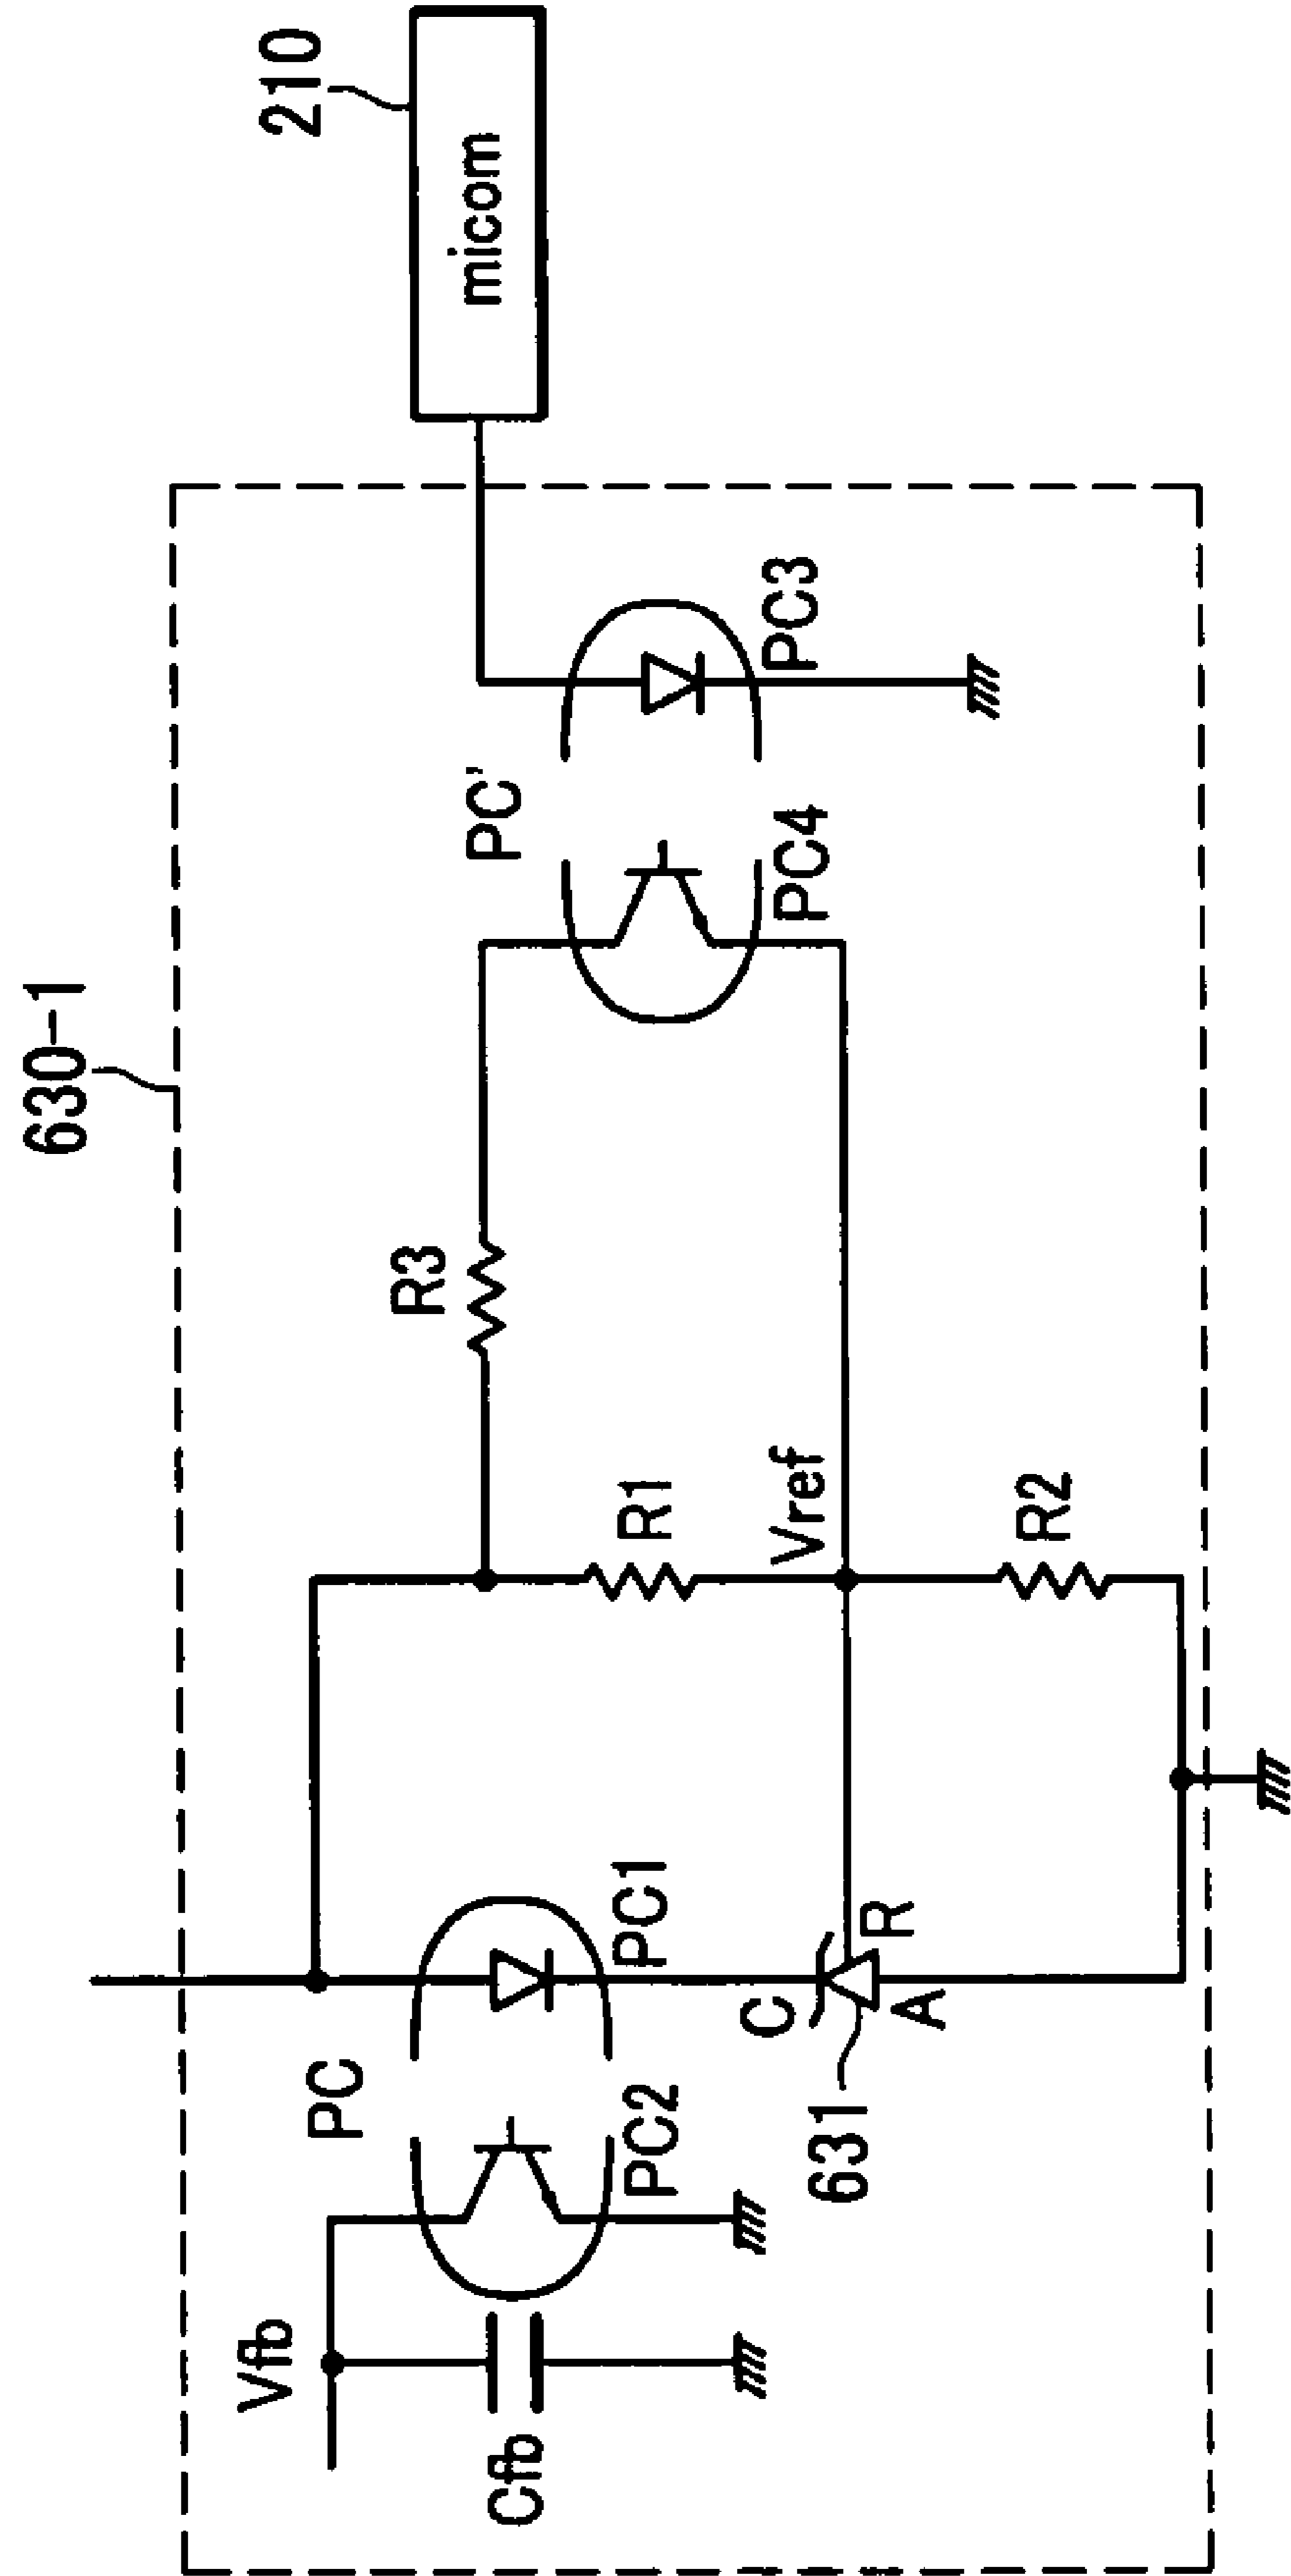 630-1
210
micom
R3
PC'
PC3
PC4
R1
Vref
R2
PC
PC1
PC2
Vfb
Cfb
C
R
A
631